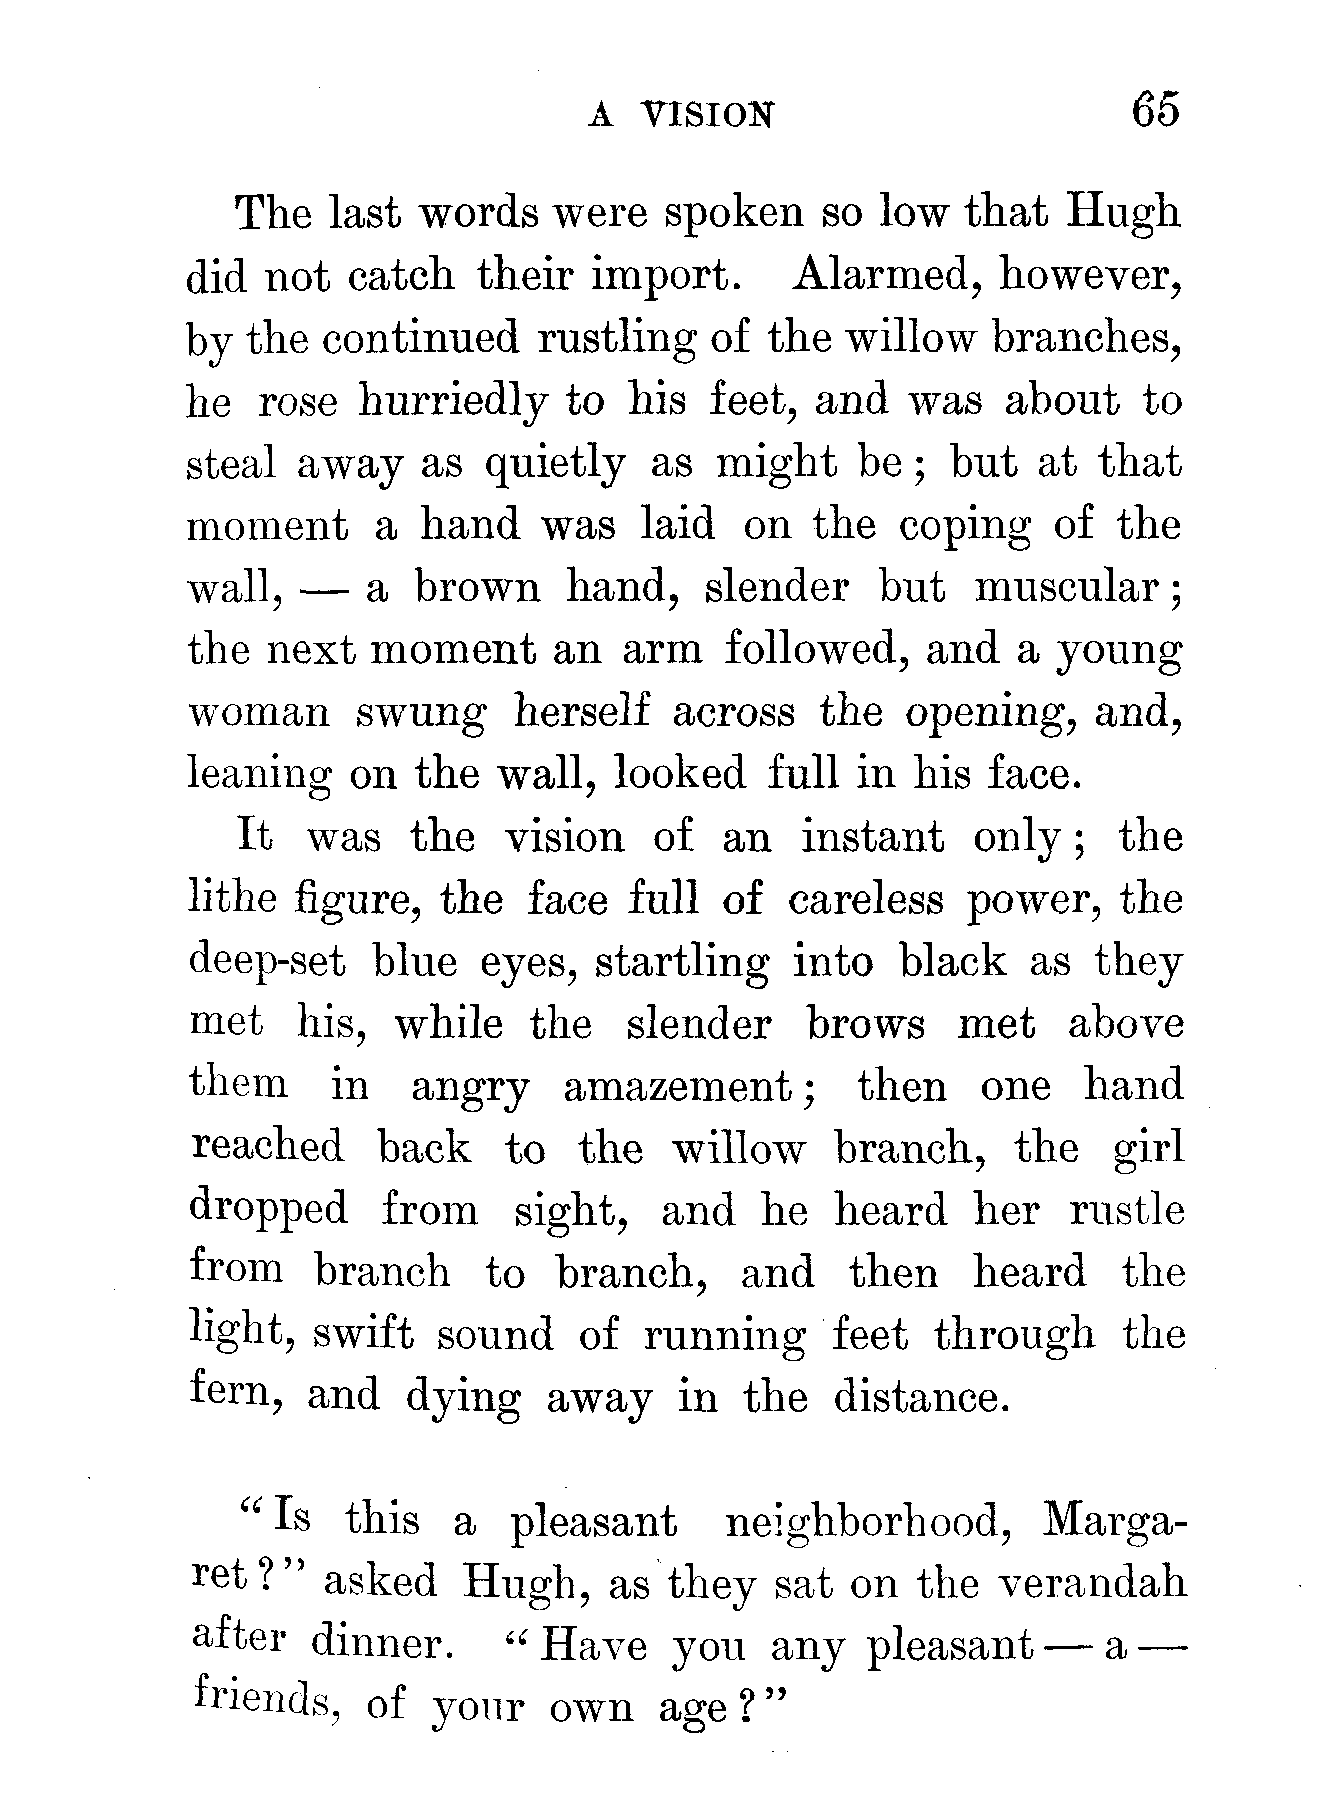 A VISION 65
The last words were spoken so low that Hugh
did not catch their import. Alarmed, however,
by the continued rustling of the willow branches,
he rose hurriedly to his feet, and was about to
steal away as quietly as might be; but at that
moment a hand was laid on the coping of the
wall, — a brown hand, slender but muscular;
the next moment an arm followed, and a young
woman swung herself across the opening, and,
leaning on the wall, looked full in his face.
It was the vision of an instant only; the
lithe figure, the face full of careless power, the
deep-set blue eyes, startling into black as they
met his, while the slender brows met above
them in angry amazement; then one hand
reached back to the willow branch, the girl
dropped from sight, and he heard her rustle
from branch to branch, and then heard the
light, swift sound of running feet through the
fern, and dying away in the distance.
"Is this a pleasant neighborhood, Marga-
ret?" asked Hugh, as they sat on the verandah
after dinner. "Have you any pleasant — a —
friends, of your own age?"